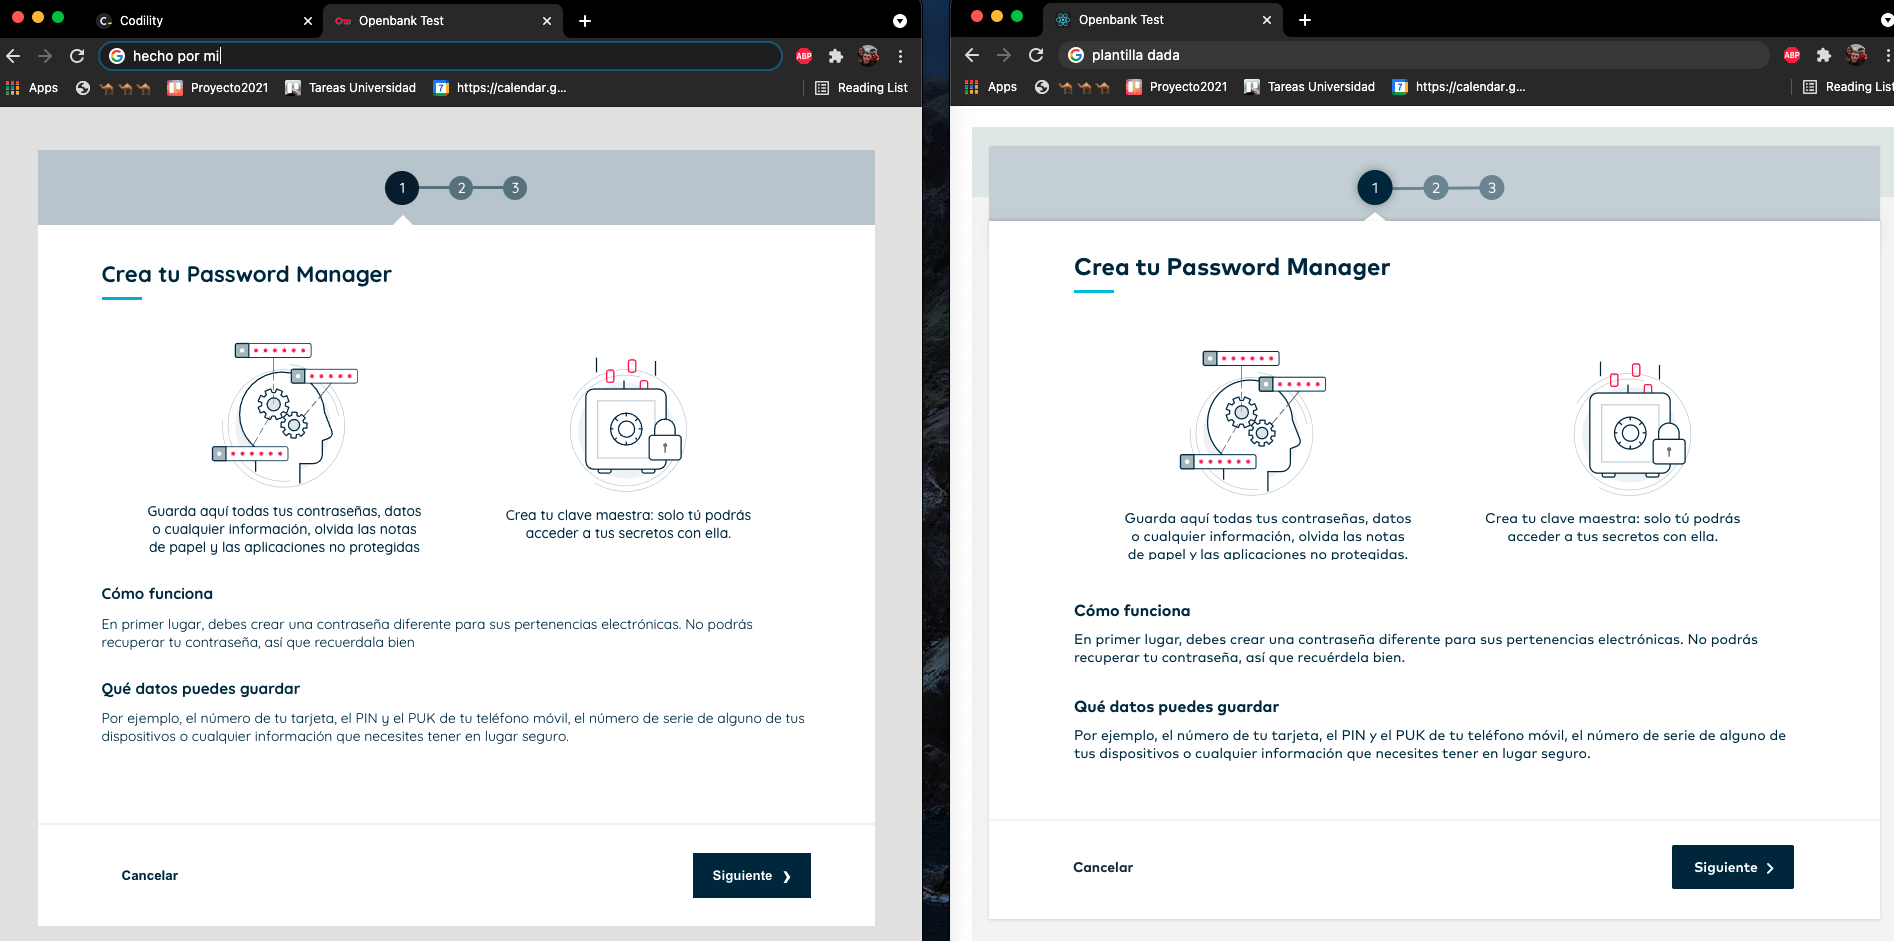 Codility
Openbank Test
hecho por mi
ABP
Apps
Proyecto2021
Tareas Universidad
7
https://calendar.g...
Reading List
1
2
3
Crea tu Password Manager
Guarda aquí todas tus contraseñas, datos
o cualquier información, olvida las notas
de papel y las aplicaciones no protegidas
Crea tu clave maestra: solo tú podrás
acceder a tus secretos con ella.
Cómo funciona
En primer lugar, debes crear una contraseña diferente para sus pertenencias electrónicas. No podrás
recuperar tu contraseña, así que recuerdala bien
Qué datos puedes guardar
Por ejemplo, el número de tu tarjeta, el PIN y el PUK de tu teléfono móvil, el número de serie de alguno de tus
dispositivos o cualquier información que necesites tener en lugar seguro.
Cancelar
Siguiente
Openbank Test
plantilla dada
ABP
Apps
Proyecto2021
Tareas Universidad
7
https://calendar.g...
Reading List
1
2
3
Crea tu Password Manager
Guarda aquí todas tus contraseñas, datos
o cualquier información, olvida las notas
de papel y las aplicaciones no protegidas.
Crea tu clave maestra: solo tú podrás
acceder a tus secretos con ella.
Cómo funciona
En primer lugar, debes crear una contraseña diferente para sus pertenencias electrónicas. No podrás
recuperar tu contraseña, así que recuérdela bien.
Qué datos puedes guardar
Por ejemplo, el número de tu tarjeta, el PIN y el PUK de tu teléfono móvil, el número de serie de alguno de
tus dispositivos o cualquier información que necesites tener en lugar seguro.
Cancelar
Siguiente